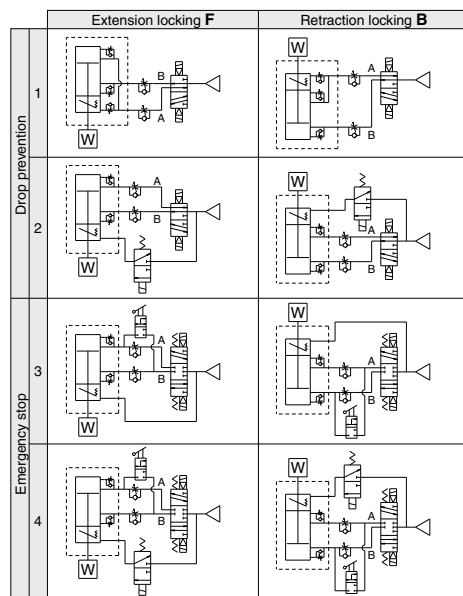 Extension locking F
Retraction locking B
Drop prevention
1
W
B
A
W
A
B
2
W
A
B
W
A
B
Emergency stop
3
W
A
B
W
A
B
4
W
A
B
W
A
B